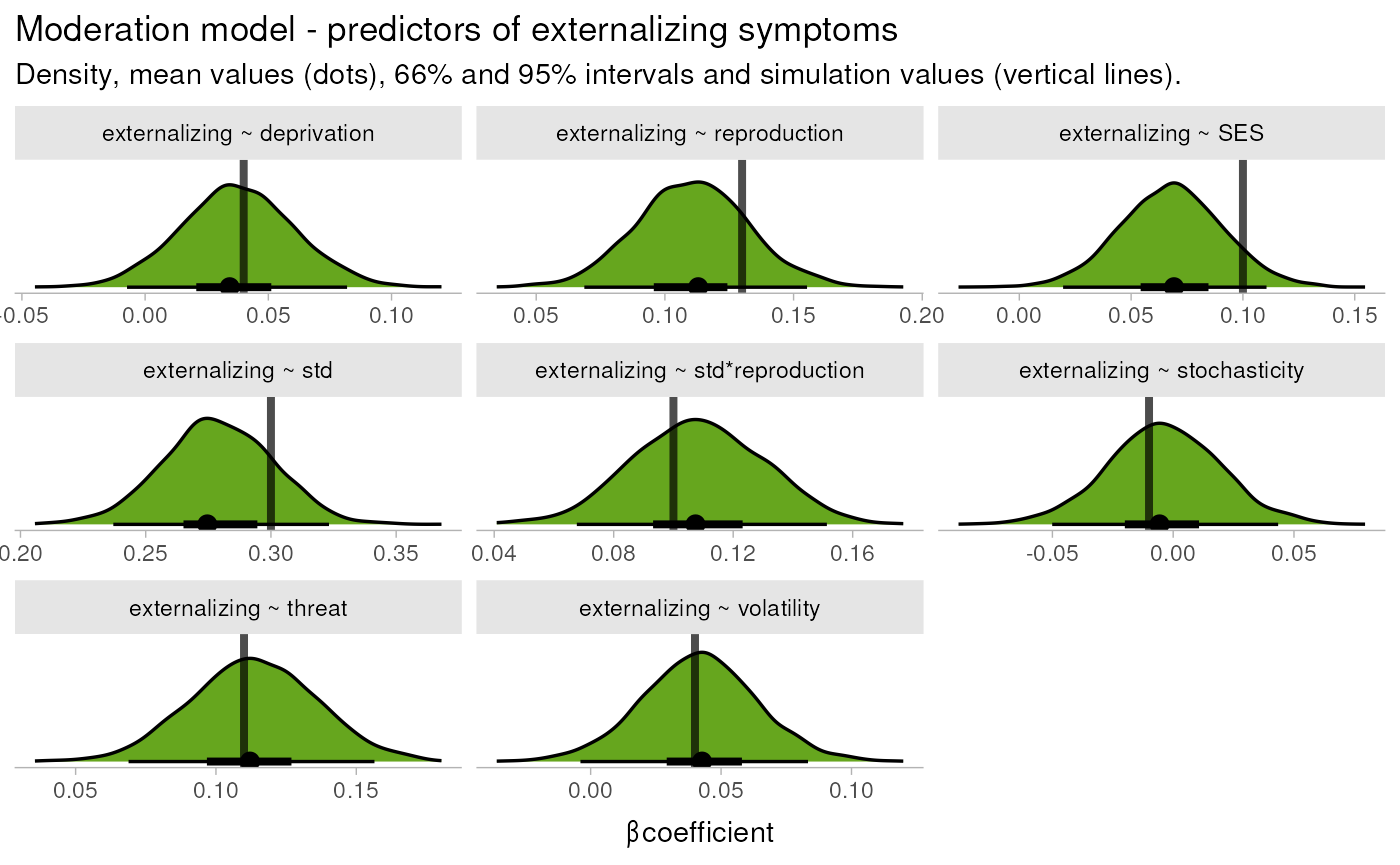 Moderation model - predictors of externalizing symptoms
Density, mean values (dots), 66% and 95% intervals and simulation values (vertical lines).
externalizing ~ deprivation
externalizing ~ reproduction
externalizing ~ SES
-0.05 0.00 0.05 0.10
0.05 0.10 0.15 0.20
0.00 0.05 0.10 0.15
externalizing ~ std
externalizing ~ std*reproduction
externalizing ~ stochasticity
0.20 0.25 0.30 0.35
0.04 0.08 0.12 0.16
-0.05 0.00 0.05
externalizing ~ threat
externalizing ~ volatility
0.05 0.10 0.15
0.00 0.05 0.10
βcoefficient